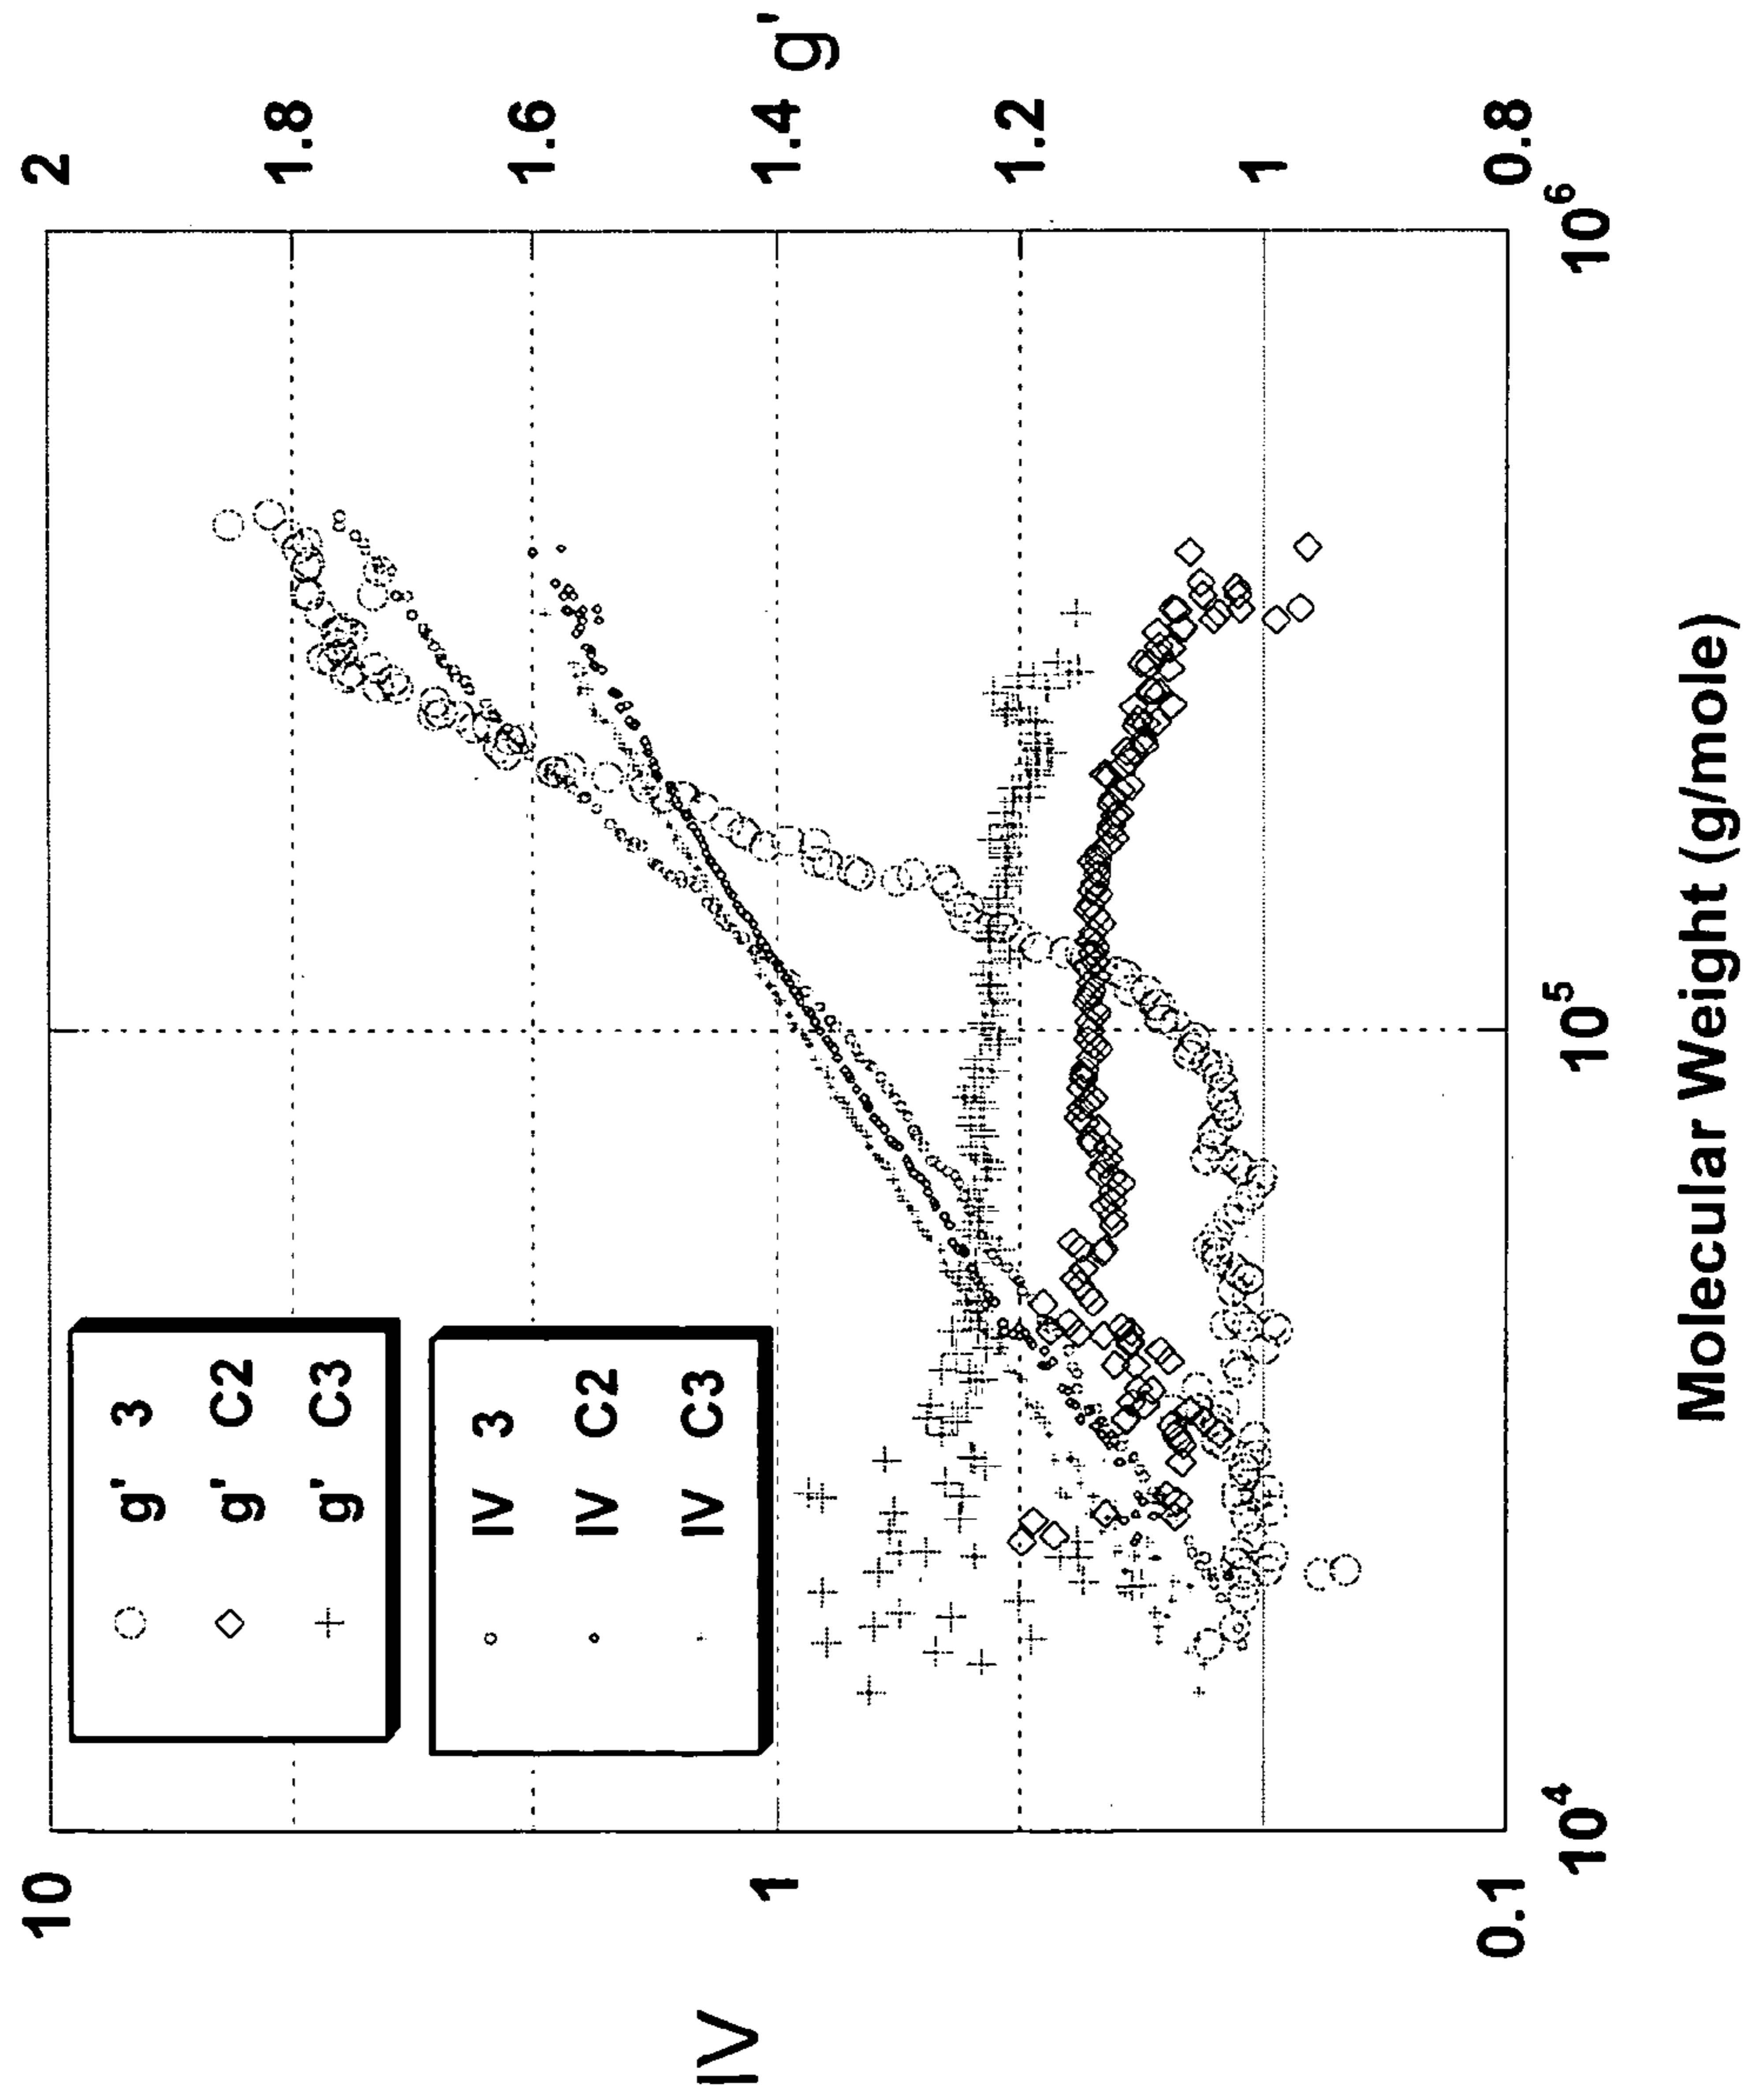 g' 3
g' C2
g' C3
IV 3
IV C2
IV C3
IV
10
1
0.1
g'
2
1.8
1.6
1.4
1.2
1
0.8
10^4
10^5
10^6
Molecular Weight (g/mole)